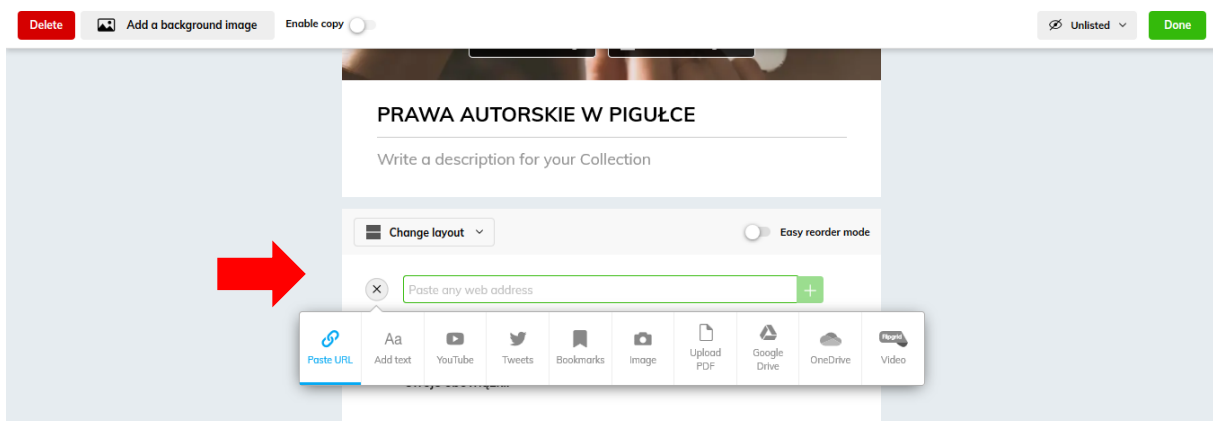 Delete
Add a background image
Enable copy
Unlisted
Done
PRAWA AUTORSKIE W PIGUŁCE
Write a description for your Collection
Change layout
Easy reorder mode
Paste any web address
Paste URL
Add text
YouTube
Tweets
Bookmarks
Image
Upload
PDF
Google
Drive
OneDrive
Flipgrid
Video